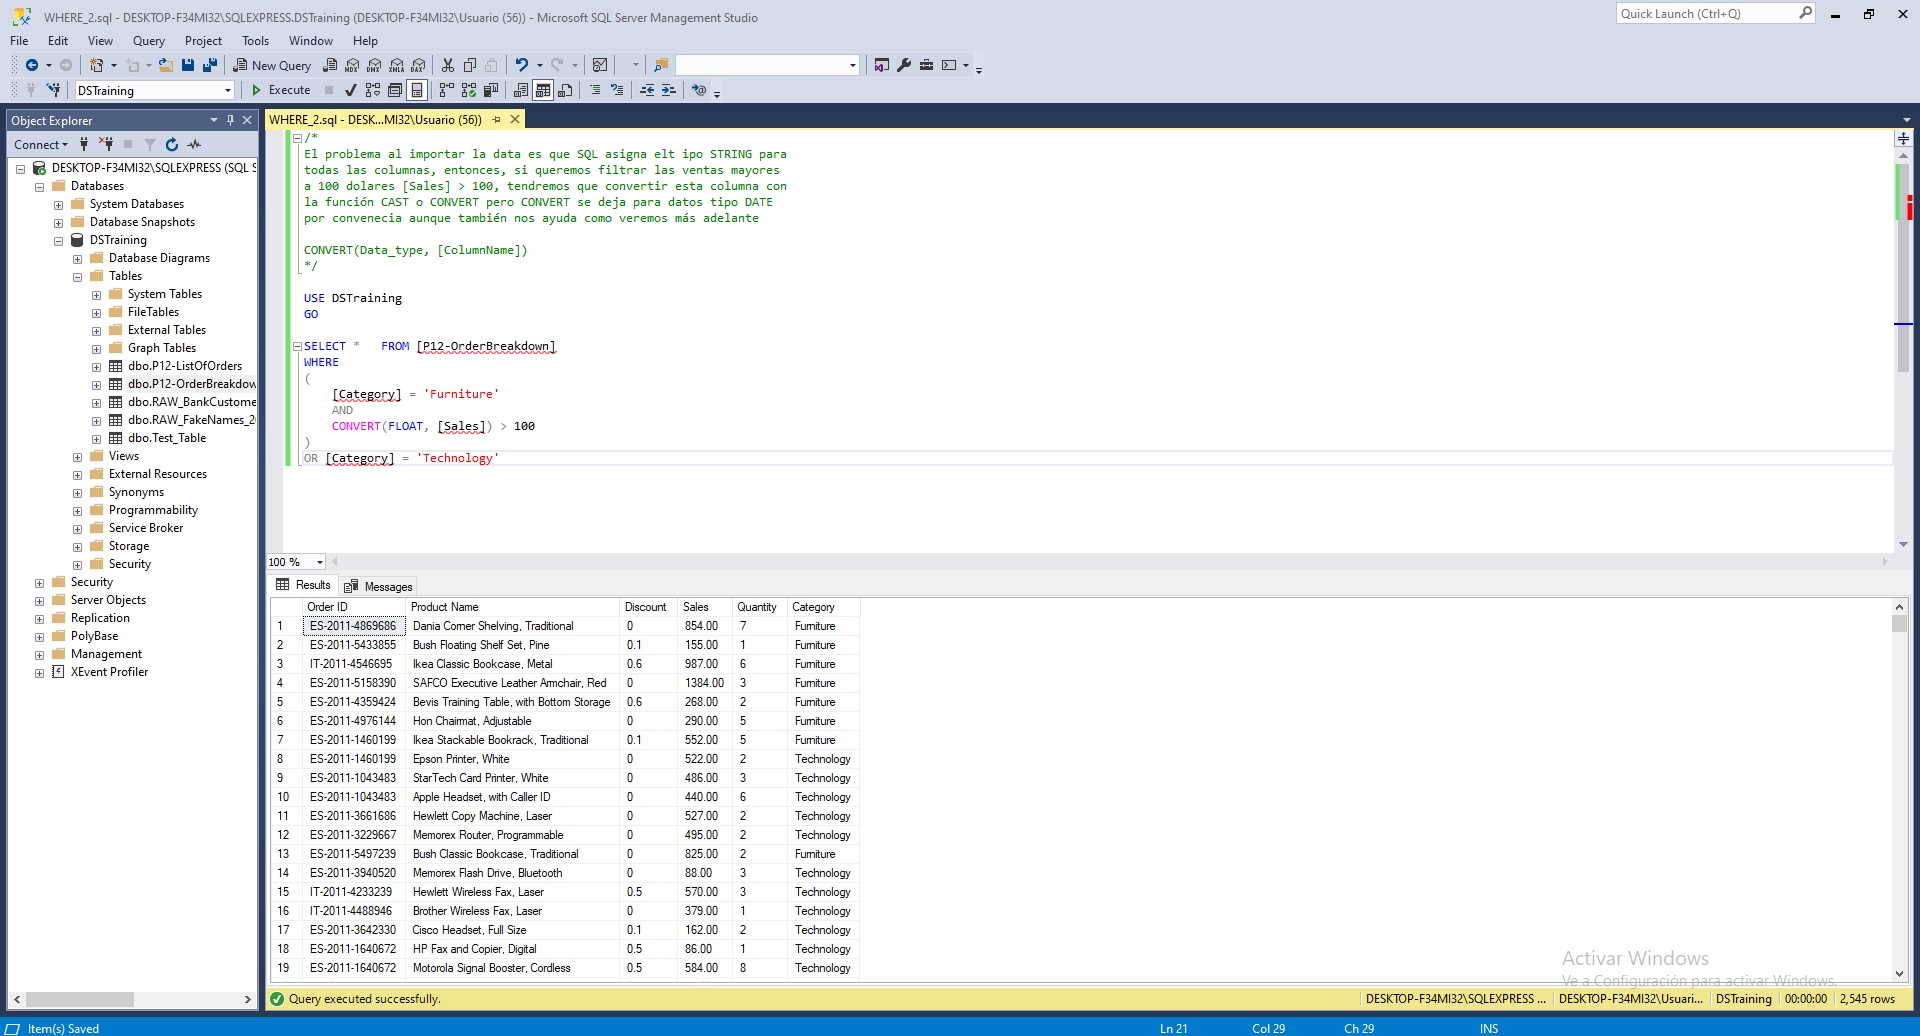 WHERE_2.sql - DESKTOP-F34MI32\SQLEXPRESS.DSTraining (DESKTOP-F34MI32\Usuario (56)) - Microsoft SQL Server Management Studio
Quick Launch (Ctrl+Q)
File Edit View Query Project Tools Window Help
New Query MDX DMX XMLA DAX
DSTraining Execute
Object Explorer
Connect
DESKTOP-F34MI32\SQLEXPRESS (SQL S
Databases
System Databases
Database Snapshots
DSTraining
Database Diagrams
Tables
System Tables
FileTables
External Tables
Graph Tables
dbo.P12-ListOfOrders
dbo.P12-OrderBreakdow
dbo.RAW_BankCustome
dbo.RAW_FakeNames_2
dbo.Test_Table
Views
External Resources
Synonyms
Programmability
Service Broker
Storage
Security
Security
Server Objects
Replication
PolyBase
Management
XEvent Profiler
WHERE_2.sql - DESK...MI32\Usuario (56))
/*
El problema al importar la data es que SQL asigna elt ipo STRING para
todas las columnas, entonces, si queremos filtrar las ventas mayores
a 100 dolares [Sales] > 100, tendremos que convertir esta columna con
la función CAST o CONVERT pero CONVERT se deja para datos tipo DATE
por convenecia aunque también nos ayuda como veremos más adelante
CONVERT(Data_type, [ColumnName])
*/
USE DSTraining
GO
SELECT * FROM [P12-OrderBreakdown]
WHERE
(
[Category] = 'Furniture'
AND
CONVERT(FLOAT, [Sales]) > 100
)
OR [Category] = 'Technology'
100 %
Results Messages
Order ID Product Name Discount Sales Quantity Category
1 ES-2011-4869686 Dania Corner Shelving, Traditional 0 854.00 7 Furniture
2 ES-2011-5433855 Bush Floating Shelf Set, Pine 0.1 155.00 1 Furniture
3 IT-2011-4546695 Ikea Classic Bookcase, Metal 0.6 987.00 6 Furniture
4 ES-2011-5158390 SAFCO Executive Leather Armchair, Red 0 1384.00 3 Furniture
5 ES-2011-4359424 Bevis Training Table, with Bottom Storage 0.6 268.00 2 Furniture
6 ES-2011-4976144 Hon Chairmat, Adjustable 0 290.00 5 Furniture
7 ES-2011-1460199 Ikea Stackable Bookrack, Traditional 0.1 552.00 5 Furniture
8 ES-2011-1460199 Epson Printer, White 0 522.00 2 Technology
9 ES-2011-1043483 StarTech Card Printer, White 0 486.00 3 Technology
10 ES-2011-1043483 Apple Headset, with Caller ID 0 440.00 6 Technology
11 ES-2011-3661686 Hewlett Copy Machine, Laser 0 527.00 2 Technology
12 ES-2011-3229667 Memorex Router, Programmable 0 495.00 2 Technology
13 ES-2011-5497239 Bush Classic Bookcase, Traditional 0 825.00 2 Furniture
14 ES-2011-3940520 Memorex Flash Drive, Bluetooth 0 88.00 3 Technology
15 IT-2011-4233239 Hewlett Wireless Fax, Laser 0.5 570.00 3 Technology
16 IT-2011-4488946 Brother Wireless Fax, Laser 0 379.00 1 Technology
17 ES-2011-3642330 Cisco Headset, Full Size 0.1 162.00 2 Technology
18 ES-2011-1640672 HP Fax and Copier, Digital 0.5 86.00 1 Technology
19 ES-2011-1640672 Motorola Signal Booster, Cordless 0.5 584.00 8 Technology
Activar Windows
Ve a Configuración para activar Windows.
Query executed successfully. DESKTOP-F34MI32\SQLEXPRESS ... DESKTOP-F34MI32\Usuari... DSTraining 00:00:00 2,545 rows
Item(s) Saved Ln 21 Col 29 Ch 29 INS